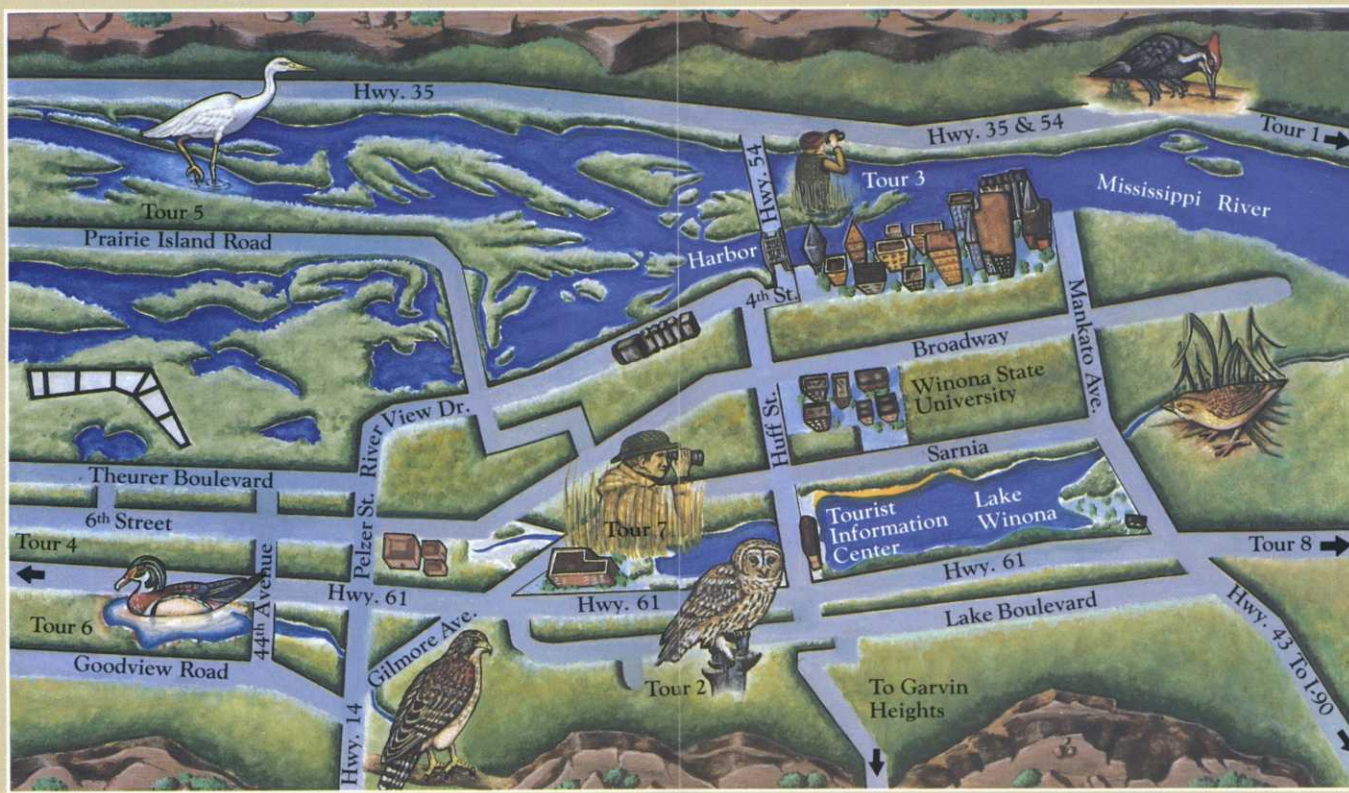 Hwy. 35
Hwy. 35 & 54
Tour 1
Hwy. 54
Tour 3
Mississippi River
Tour 5
Prairie Island Road
Harbor
4th St.
Mankato Ave.
Broadway
Winona State
University
View Dr.
River
Huff St.
Sarnia
Theurer Boulevard
6th Street
Pelzer St.
Tour 7
Tourist
Information
Center
Lake
Winona
Tour 4
44th Avenue
Hwy. 61
Hwy. 61
Hwy. 61
Tour 8
Lake Boulevard
Hwy. 43 To I-90
Tour 6
Goodview Road
Gilmore Ave.
Tour 2
To Garvin
Heights
Hwy. 14